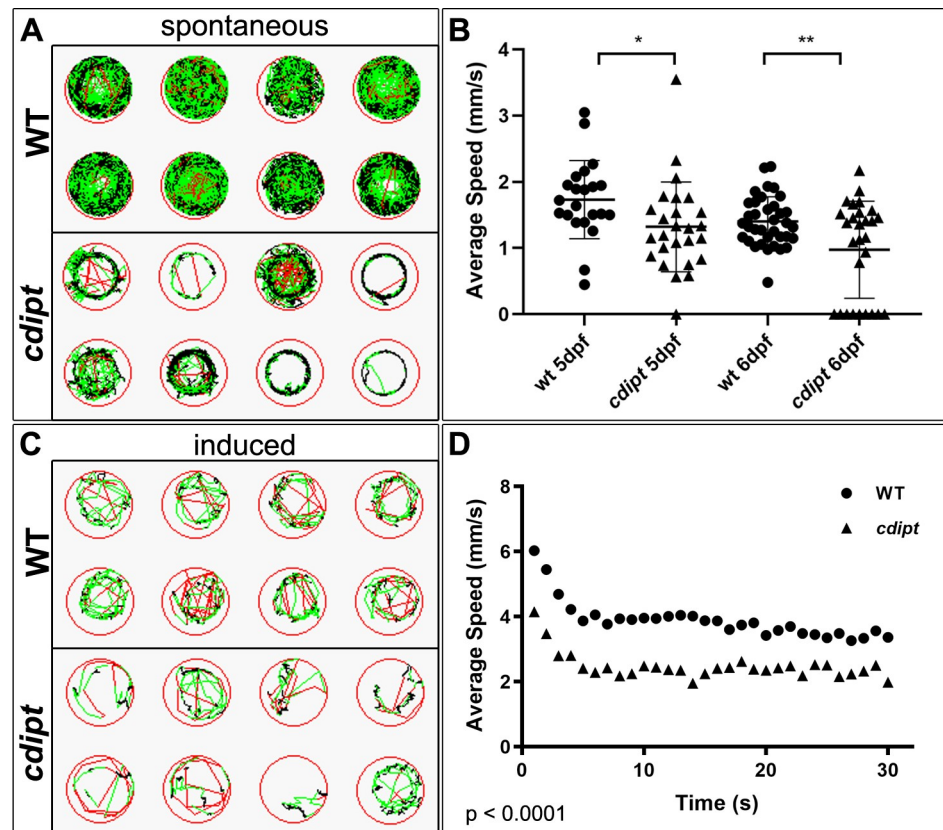 A
spontaneous
WT
cdipt
B
4
3
2
1
0
Average Speed (mm/s)
*
**
wt 5dpf
cdipt 5dpf
wt 6dpf
cdipt 6dpf
C
induced
WT
cdipt
D
8
6
4
2
0
Average Speed (mm/s)
WT
cdipt
0
10
20
30
Time (s)
p < 0.0001